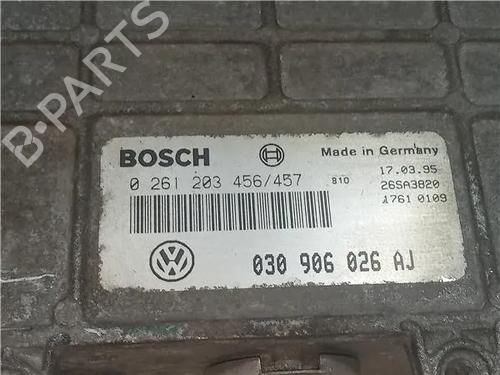 B-PARTS
BOSCH
Made in Germany
0 261 203 456/457
810
17.03.95
26SA3820
1761 0109
030 906 026 AJ